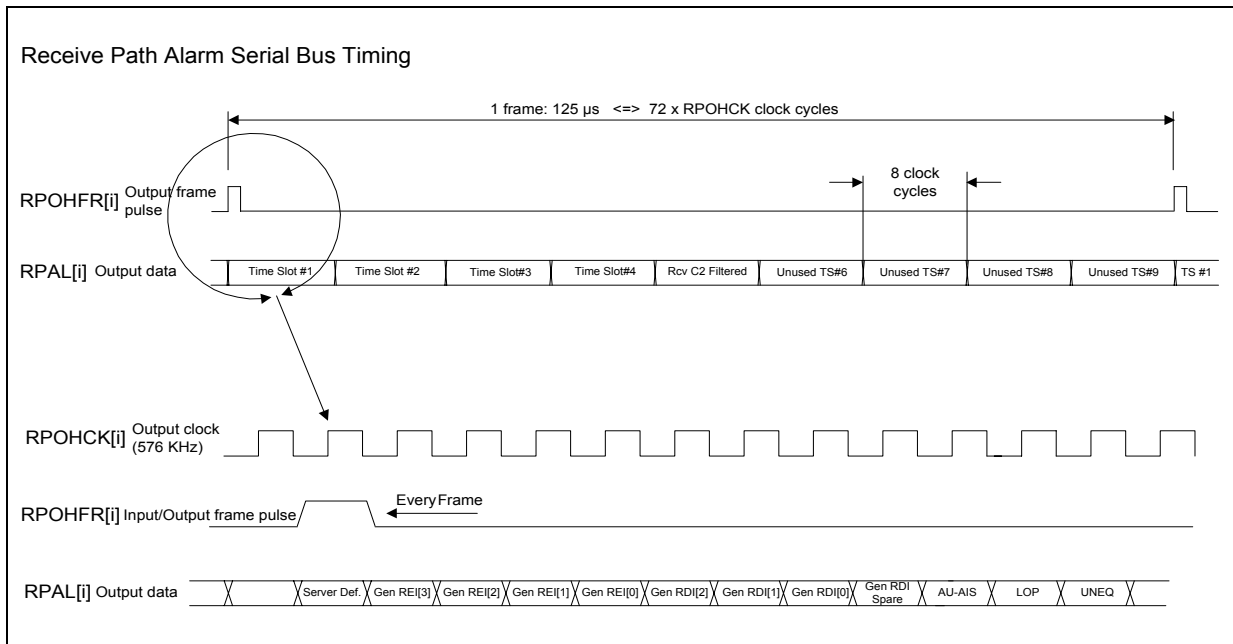 Receive Path Alarm Serial Bus Timing
1 frame: 125 µs <=> 72 x RPOHCK clock cycles
8 clock
cycles
RPOHFR[i] Output frame
pulse
RPAL[i] Output data
Time Slot #1 Time Slot #2 Time Slot#3 Time Slot#4 Rcv C2 Filtered Unused TS#6 Unused TS#7 Unused TS#8 Unused TS#9 TS #1
RPOHCK[i] Output clock
(576 KHz)
RPOHFR[i] Input/Output frame pulse
Every Frame
RPAL[i] Output data
Server Def. Gen REI[3] Gen REI[2] Gen REI[1] Gen REI[0] Gen RDI[2] Gen RDI[1] Gen RDI[0] Gen RDI
Spare AU-AIS LOP UNEQ